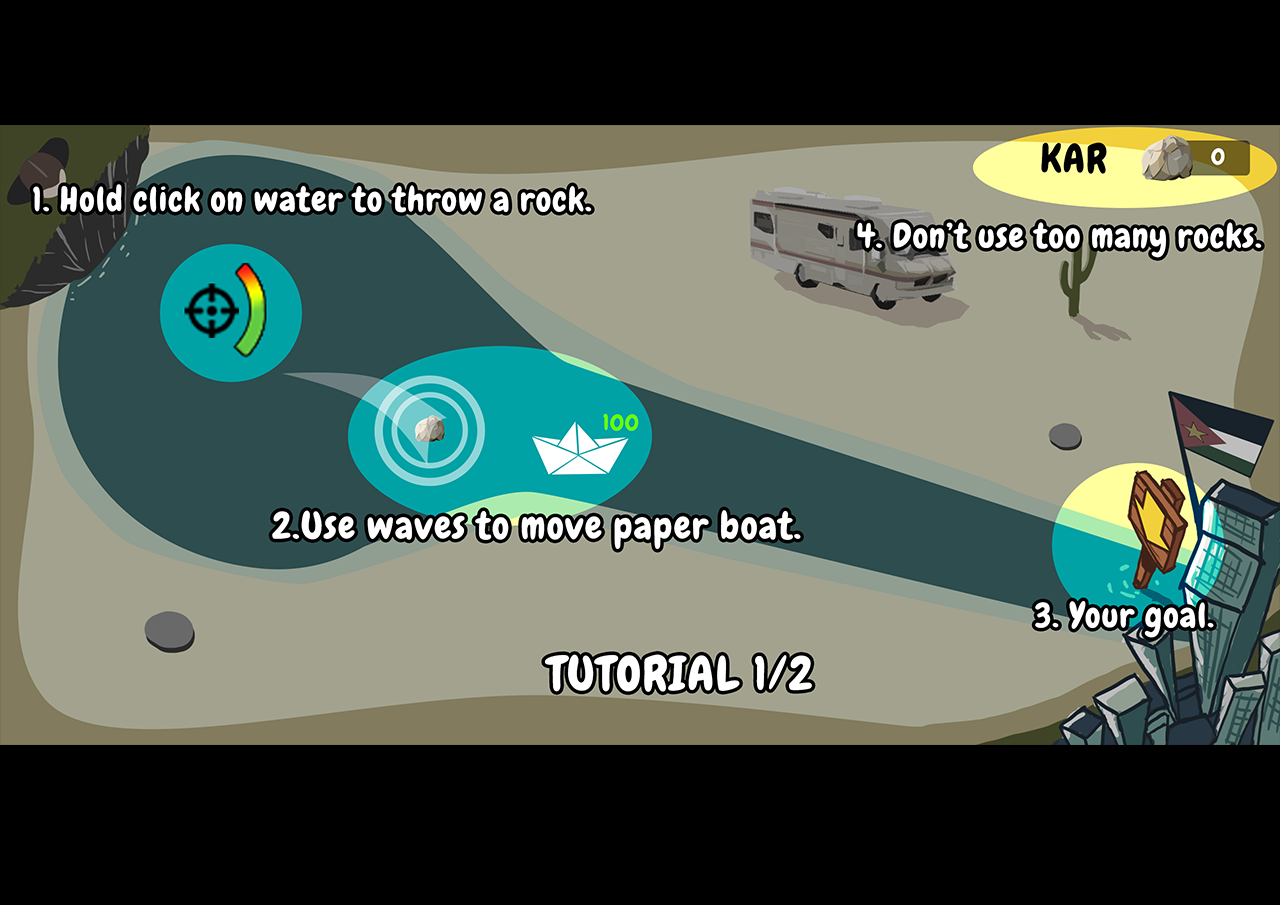 KAR 0
1. Hold click on water to throw a rock.
4. Don't use too many rocks.
100
2.Use waves to move paper boat.
3. Your goal.
TUTORIAL 1/2